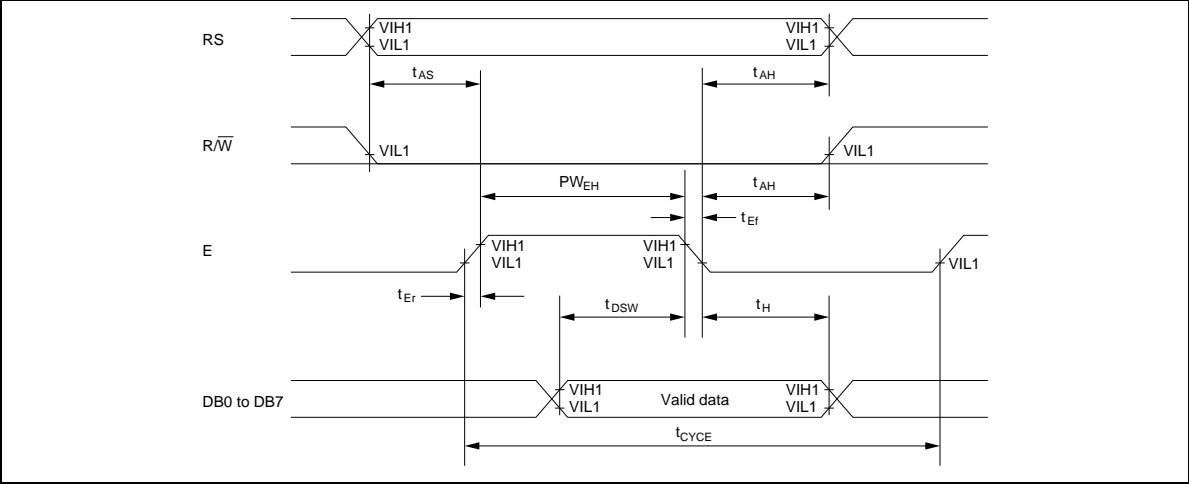 RS
VIH1
VIL1
VIH1
VIL1
tAS
tAH
R/W̅
VIL1
VIL1
PWEH
tAH
tEf
E
VIH1
VIL1
VIH1
VIL1
VIL1
tEr
tDSW
tH
DB0 to DB7
VIH1
VIL1
Valid data
VIH1
VIL1
tCYCE